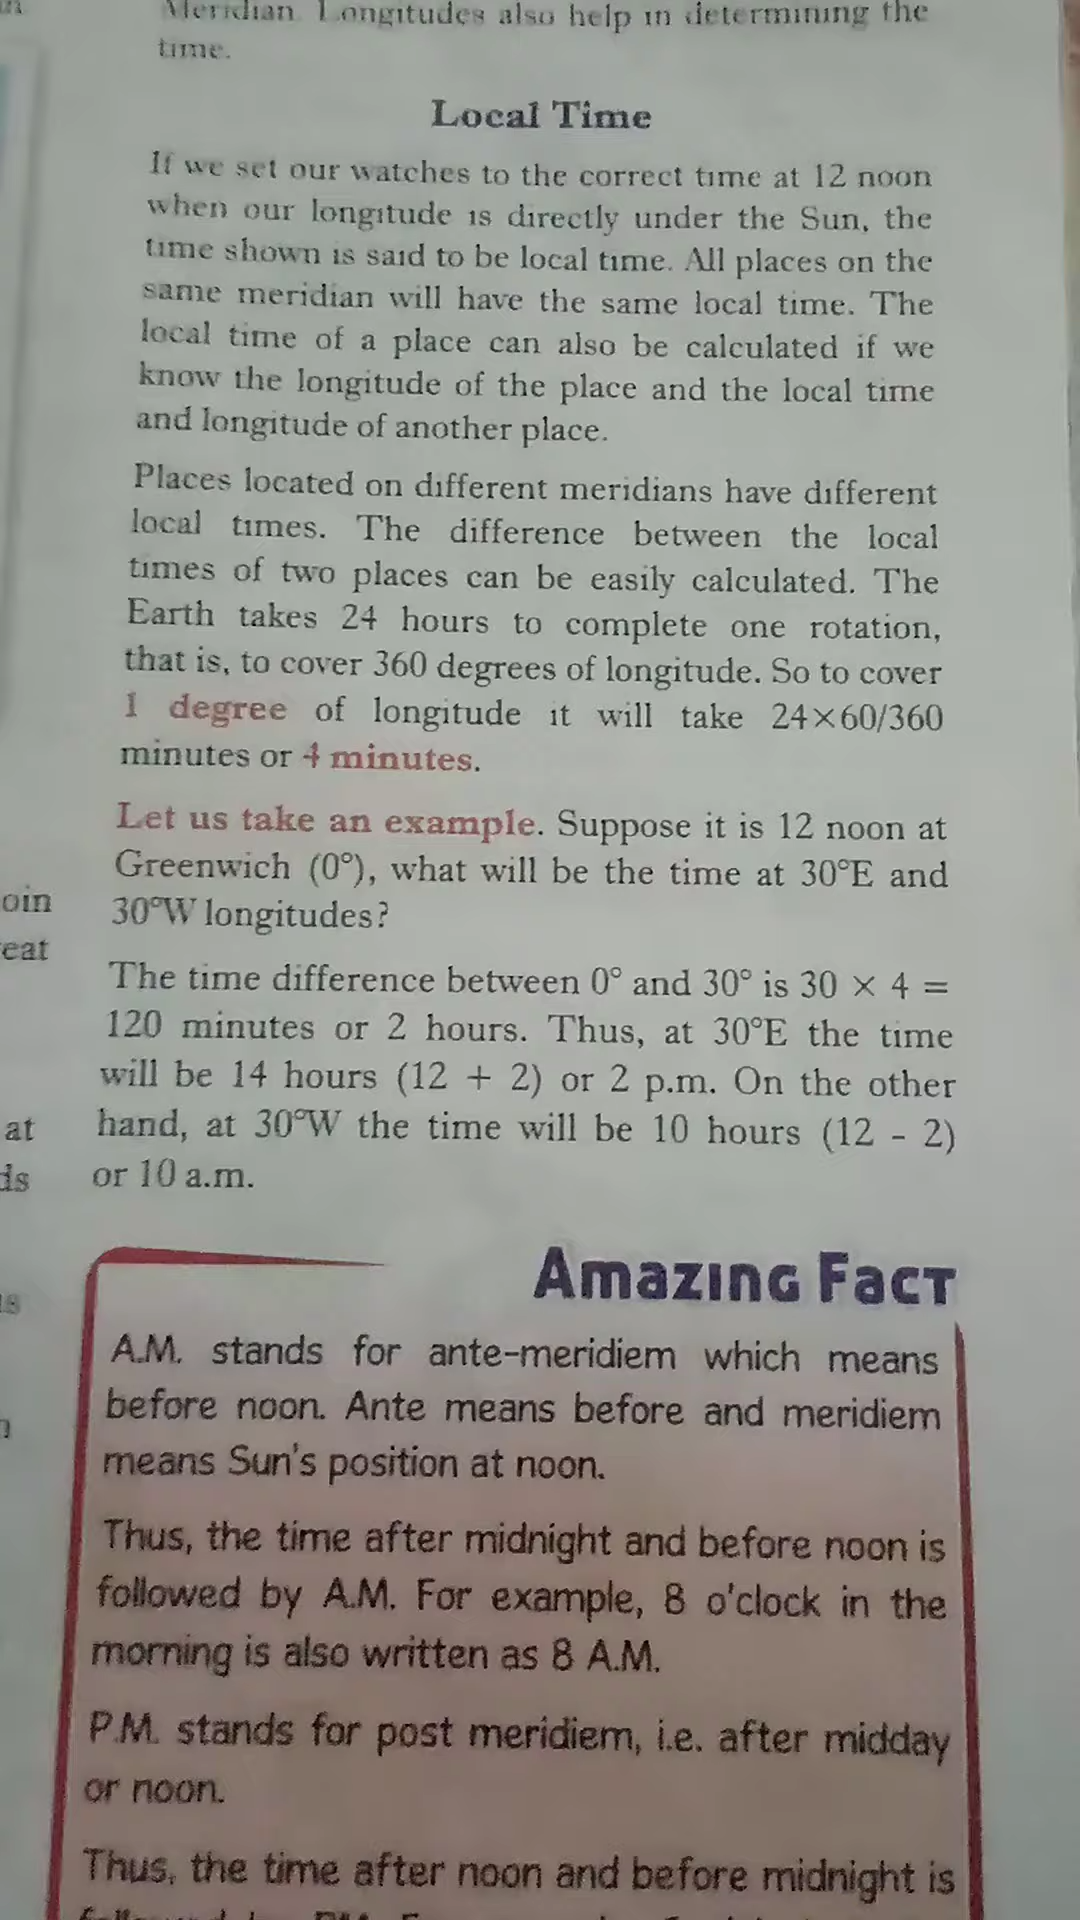 Meridian. Longitudes also help in determining the
time.
Local Time
If we set our watches to the correct time at 12 noon
when our longitude is directly under the Sun, the
time shown is said to be local time. All places on the
same meridian will have the same local time. The
local time of a place can also be calculated if we
know the longitude of the place and the local time
and longitude of another place.
Places located on different meridians have different
local times. The difference between the local
times of two places can be easily calculated. The
Earth takes 24 hours to complete one rotation,
that is, to cover 360 degrees of longitude. So to cover
1 degree of longitude it will take 24×60/360
minutes or 4 minutes.
Let us take an example. Suppose it is 12 noon at
Greenwich (0°), what will be the time at 30°E and
30°W longitudes?
The time difference between 0° and 30° is 30 × 4 =
120 minutes or 2 hours. Thus, at 30°E the time
will be 14 hours (12 + 2) or 2 p.m. On the other
hand, at 30°W the time will be 10 hours (12 - 2)
or 10 a.m.
oin
eat
at
ds
Amazing Fact
A.M. stands for ante-meridiem which means
before noon. Ante means before and meridiem
means Sun's position at noon.
Thus, the time after midnight and before noon is
followed by A.M. For example, 8 o'clock in the
morning is also written as 8 A.M.
P.M. stands for post meridiem, i.e. after midday
or noon.
Thus, the time after noon and before midnight is